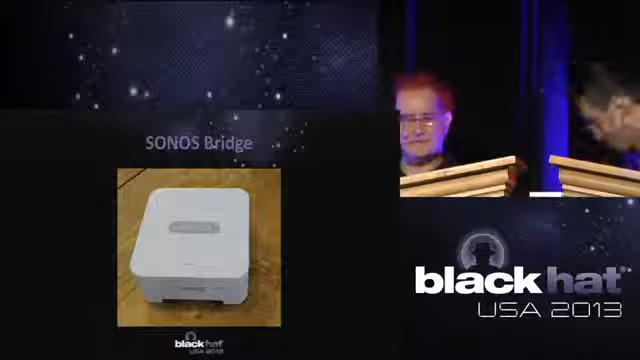 SONOS Bridge
black hat
USA 2013
black hat®
USA 2013